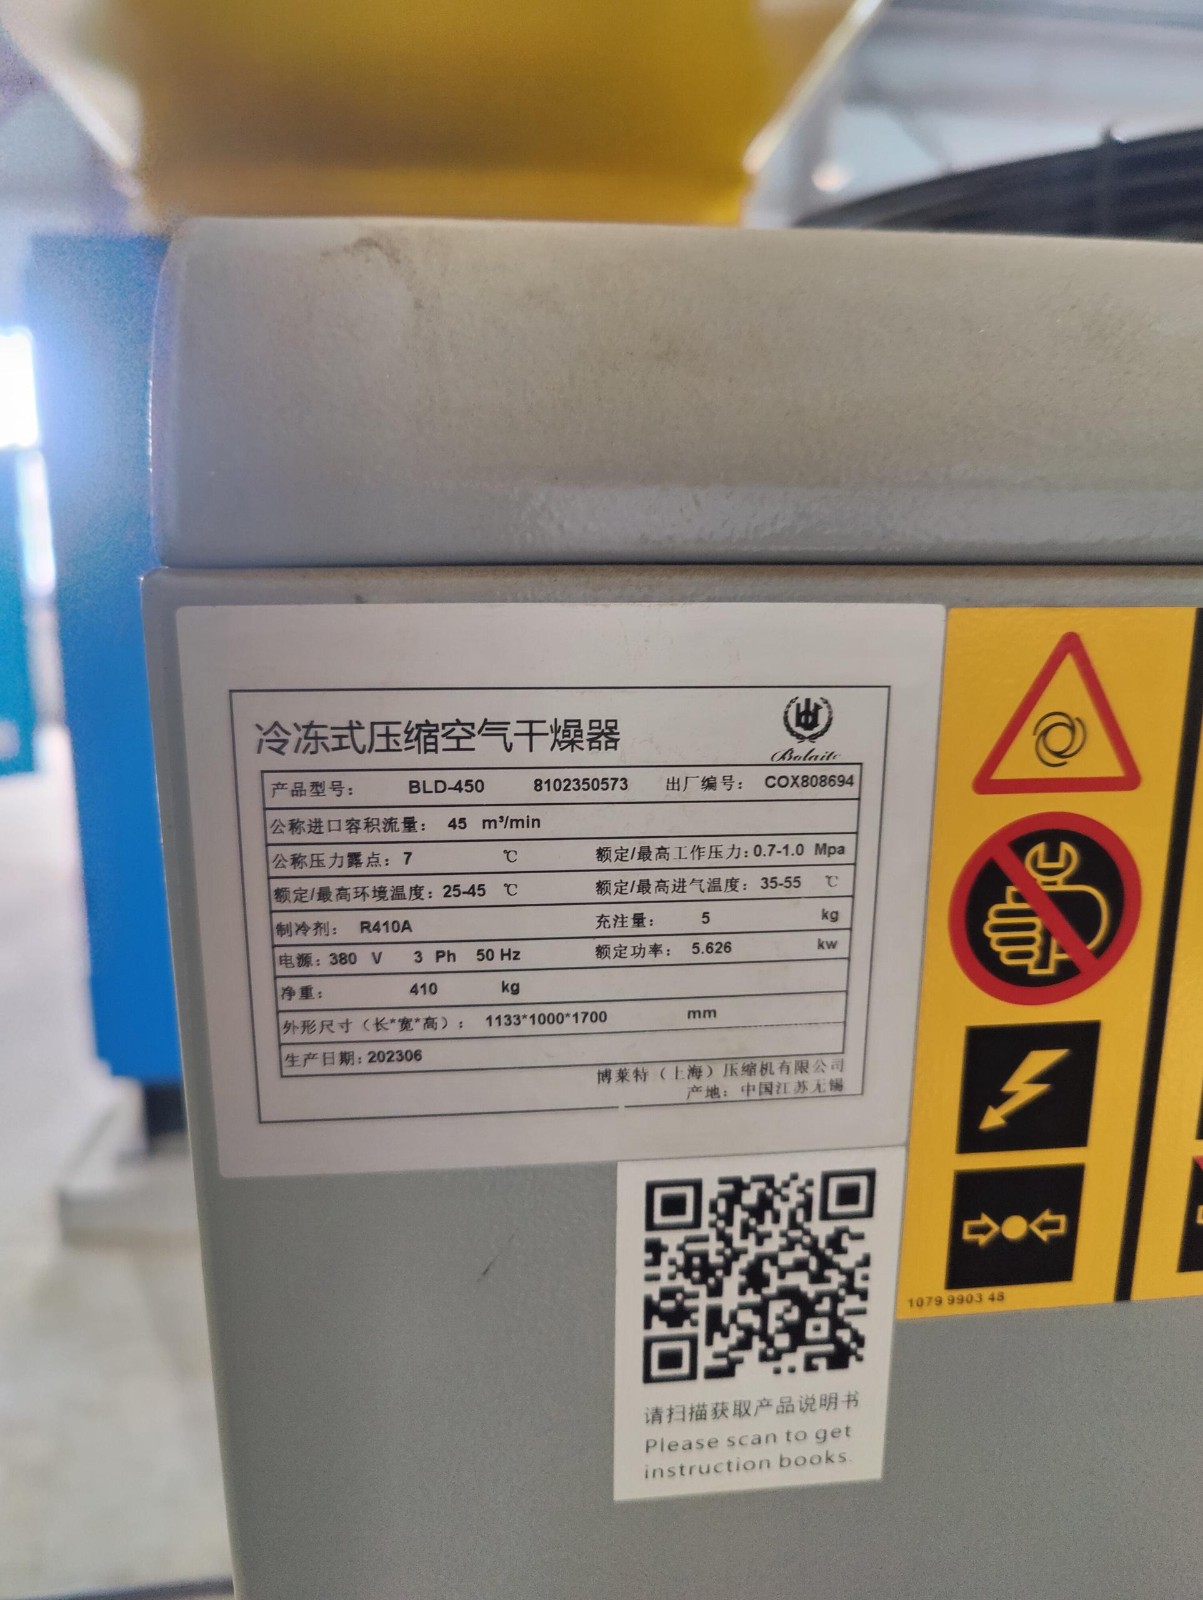 冷冻式压缩空气干燥器
Bolaite
产品型号： BLD-450 8102350573 出厂编号： COX808694
公称进口容积流量： 45 m³/min
公称压力露点：7 ℃ 额定/最高工作压力：0.7-1.0 Mpa
额定/最高环境温度：25-45 ℃ 额定/最高进气温度：35-55 ℃
制冷剂： R410A 充注量： 5 kg
电源：380 V 3 Ph 50 Hz 额定功率：5.626 kw
净重： 410 kg
外形尺寸（长*宽*高）： 1133*1000*1700 mm
生产日期：202306
博莱特（上海）压缩机有限公司
产地：中国江苏无锡
1079 9903 48
请扫描获取产品说明书
Please scan to get
instruction books.